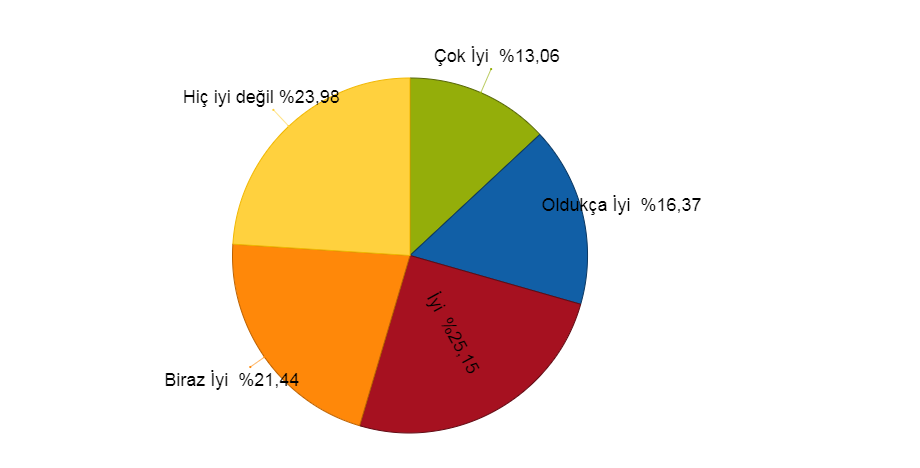 Çok İyi  %13,06
Hiç iyi değil %23,98
Oldukça İyi  %16,37
İyi  %25,15
Biraz İyi  %21,44